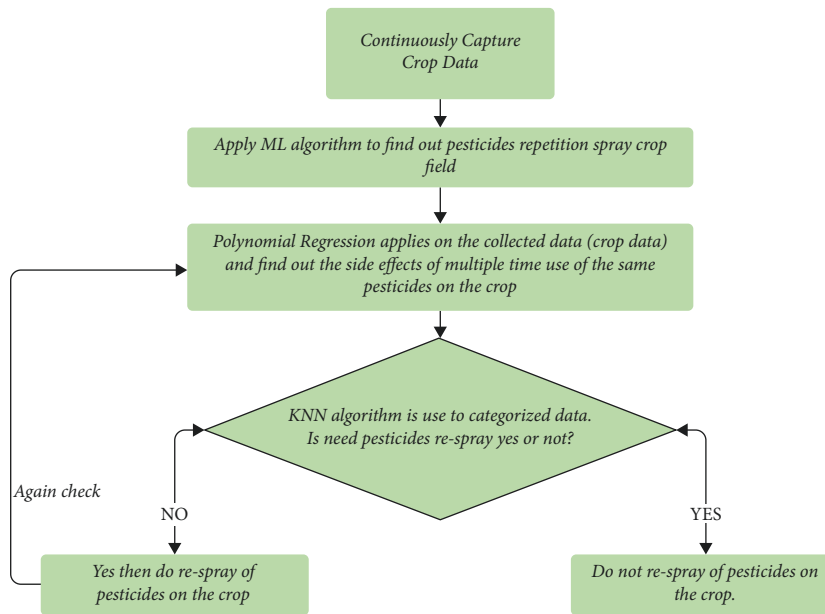 Continuously Capture
Crop Data
Apply ML algorithm to find out pesticides repetition spray crop
field
Polynomial Regression applies on the collected data (crop data)
and find out the side effects of multiple time use of the same
pesticides on the crop
KNN algorithm is use to categorized data.
Is need pesticides re-spray yes or not?
Again check
NO
YES
Yes then do re-spray of
pesticides on the crop
Do not re-spray of pesticides on
the crop.